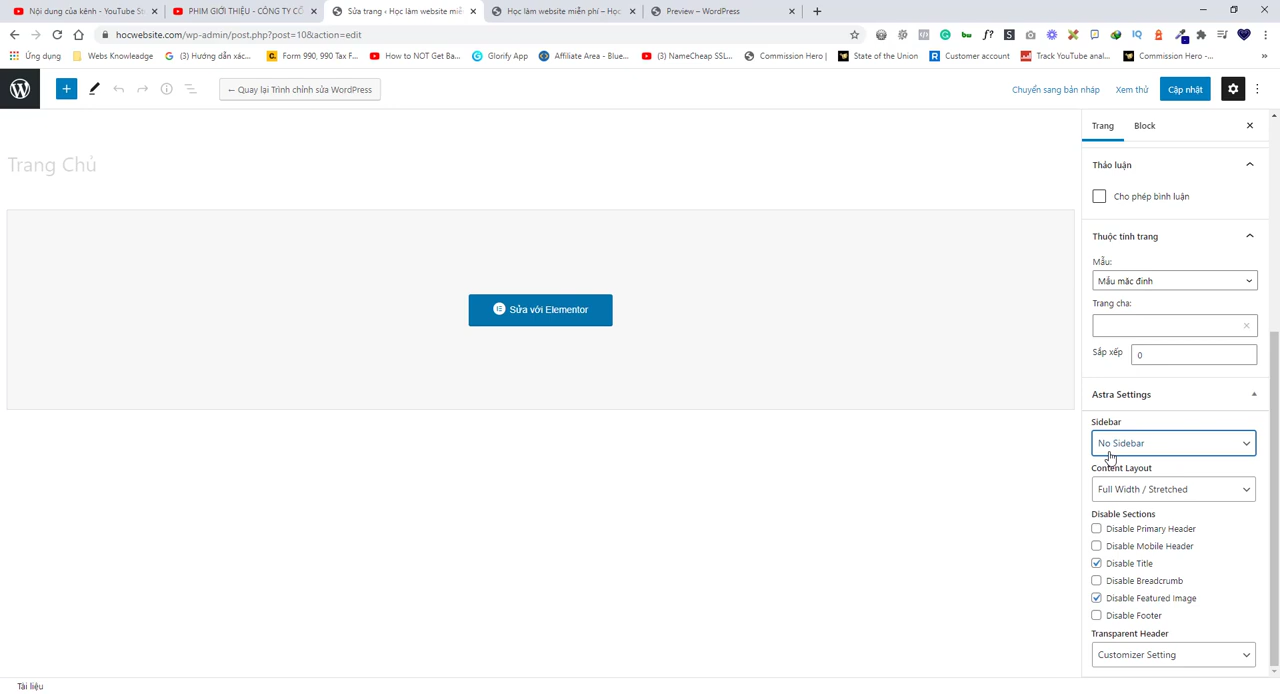 Nội dung của kênh - YouTube St
PHIM GIỚI THIỆU - CÔNG TY CỔ
Sửa trang ‹ Học làm website miễ
Học làm website miễn phí – Học
Preview – WordPress
hocwebsite.com/wp-admin/post.php?post=10&action=edit
Ứng dụng
Webs Knowleadge
Hướng dẫn cách đ...
Form 990, 990 Tax F...
How to NOT Get Ba...
Glorify App
Affiliate Area - Blue...
(3) NameCheap SSL...
Commission Hero |
State of the Union
Customer account
Track YouTube anal...
Commission Hero -...
← Quay lại Trình chỉnh sửa WordPress
Chuyển sang bản nháp
Xem thử
Cập nhật
Trang Chủ
Sửa với Elementor
Trang
Block
Thảo luận
Cho phép bình luận
Thuộc tính trang
Mẫu:
Mẫu mặc định
Trang cha:
Sắp xếp
0
Astra Settings
Sidebar
No Sidebar
Content Layout
Full Width / Stretched
Disable Sections
Disable Primary Header
Disable Mobile Header
Disable Title
Disable Breadcrumb
Disable Featured Image
Disable Footer
Transparent Header
Customizer Setting
Tài liệu